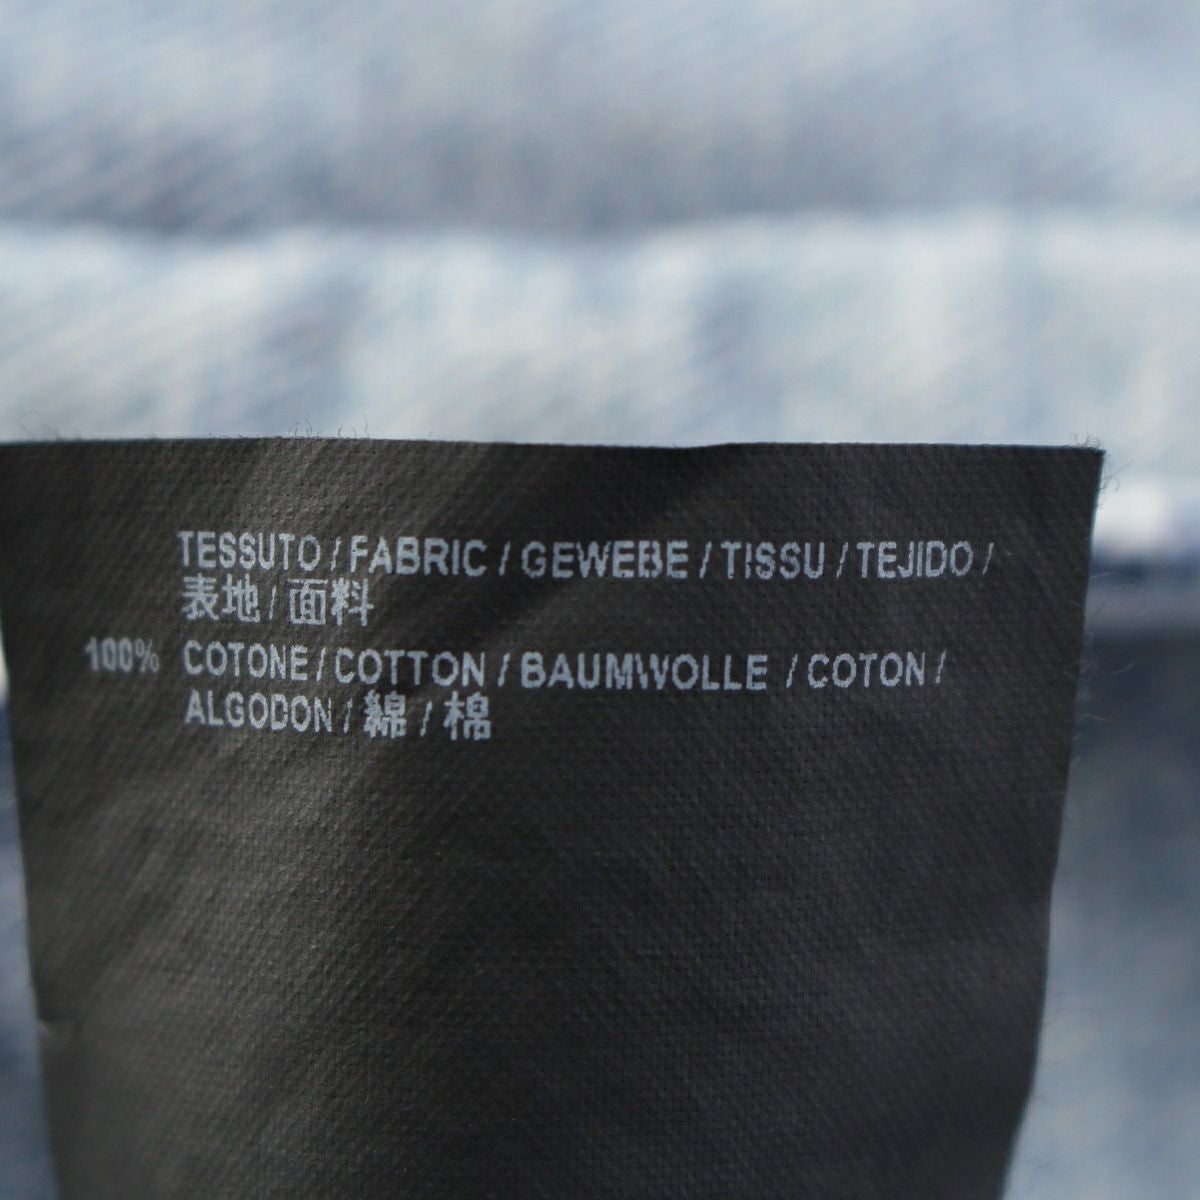 TESSUTO / FABRIC / GEWEBE / TISSU / TEJIDO /
表地 / 面料
100% COTONE / COTTON / BAUMWOLLE / COTON /
ALGODON / 綿 / 棉